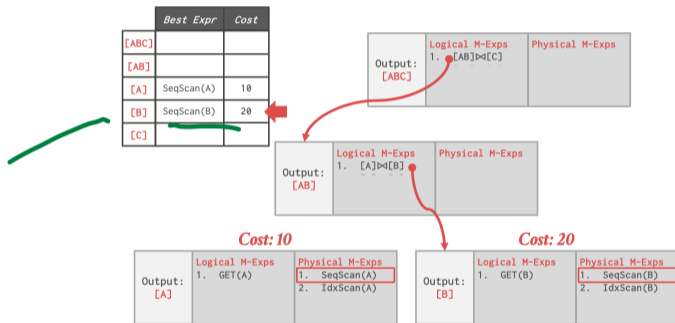 Best Expr Cost
[ABC]
[AB]
[A] SeqScan(A) 10
[B] SeqScan(B) 20
[C]
Output:
[ABC]
Logical M-Exps
1. [AB]⋈[C]
Physical M-Exps
Output:
[AB]
Logical M-Exps
1. [A]⋈[B]
Physical M-Exps
Cost: 10
Output:
[A]
Logical M-Exps
1. GET(A)
Physical M-Exps
1. SeqScan(A)
2. IdxScan(A)
Cost: 20
Output:
[B]
Logical M-Exps
1. GET(B)
Physical M-Exps
1. SeqScan(B)
2. IdxScan(B)